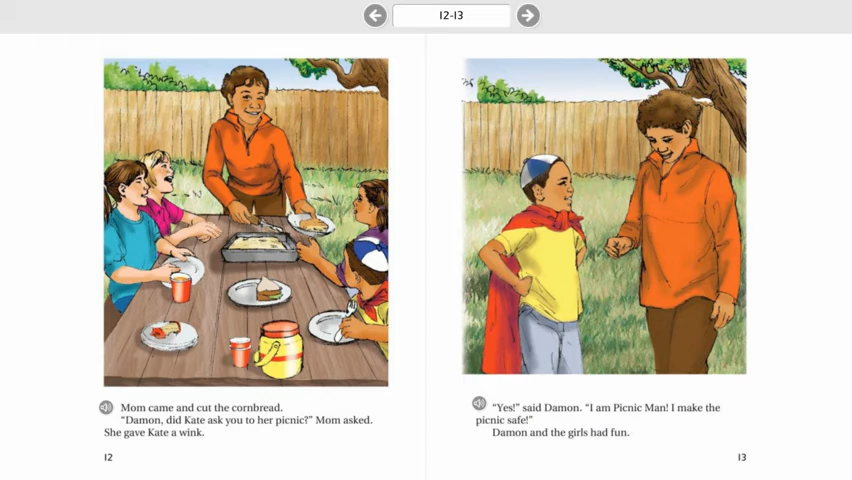 12-13
Mom came and cut the cornbread.
“Damon, did Kate ask you to her picnic?” Mom asked.
She gave Kate a wink.
12
“Yes!” said Damon. “I am Picnic Man! I make the
picnic safe!”
Damon and the girls had fun.
13